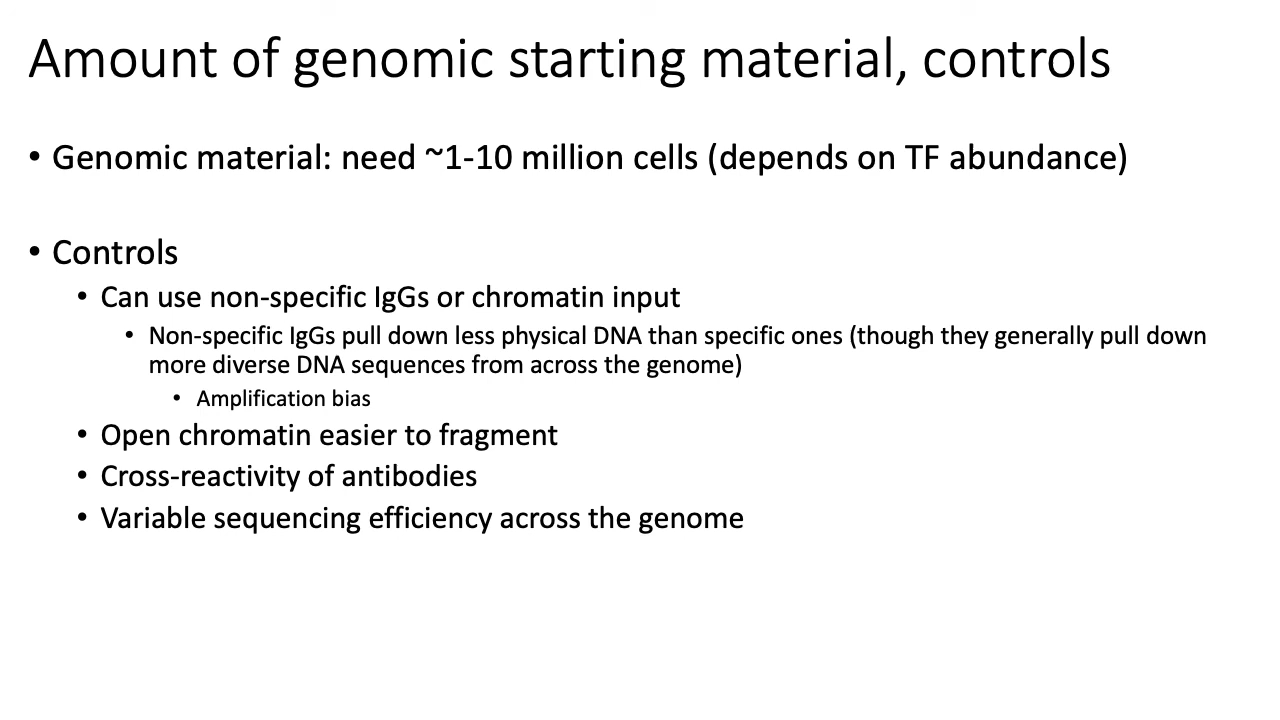 Amount of genomic starting material, controls
• Genomic material: need ~1-10 million cells (depends on TF abundance)
• Controls
• Can use non-specific IgGs or chromatin input
• Non-specific IgGs pull down less physical DNA than specific ones (though they generally pull down
more diverse DNA sequences from across the genome)
• Amplification bias
• Open chromatin easier to fragment
• Cross-reactivity of antibodies
• Variable sequencing efficiency across the genome